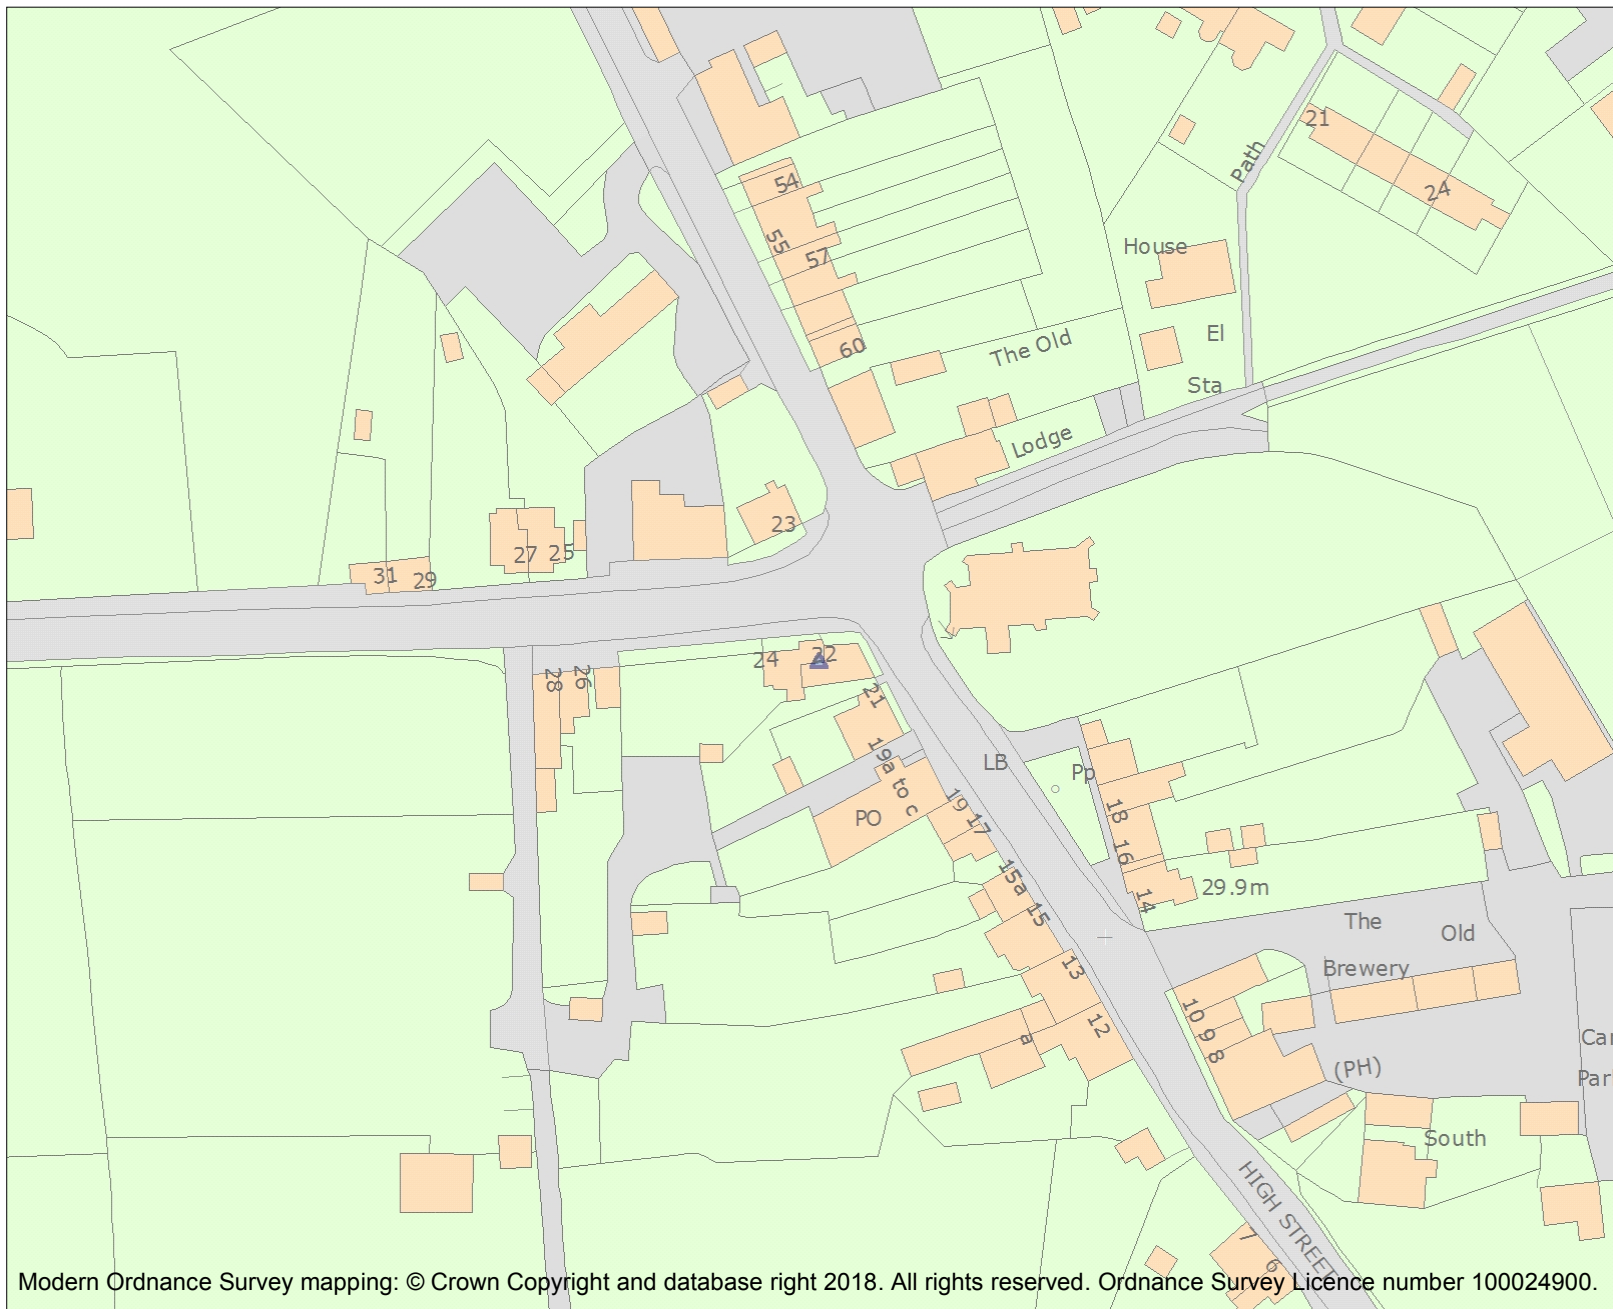 21
Path
54
24
55
House
57
El
60
The Old
Sta
Lodge
23
27 25
31 29
24 22
28
26
21
19a to c
LB
Pp
PO
19
17
18
16
15a
14
29.9m
15
The Old
Brewery
13
10
9
8
12
a
Car
Par
(PH)
South
HIGH STREET
7
6
Modern Ordnance Survey mapping: © Crown Copyright and database right 2018. All rights reserved. Ordnance Survey Licence number 100024900.